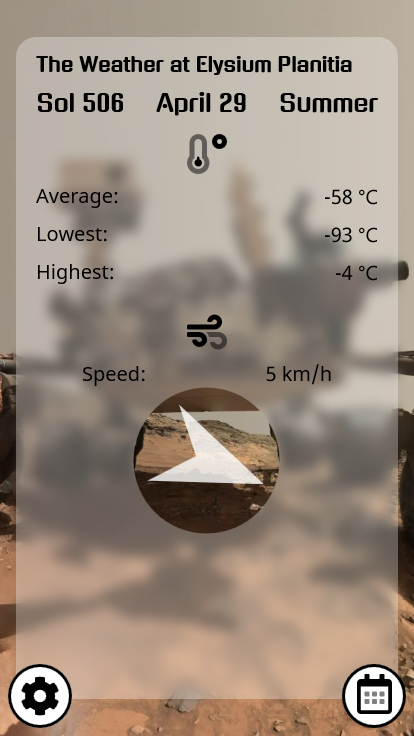 The Weather at Elysium Planitia
Sol 506 April 29 Summer
Average: -58 °C
Lowest: -93 °C
Highest: -4 °C
Speed: 5 km/h